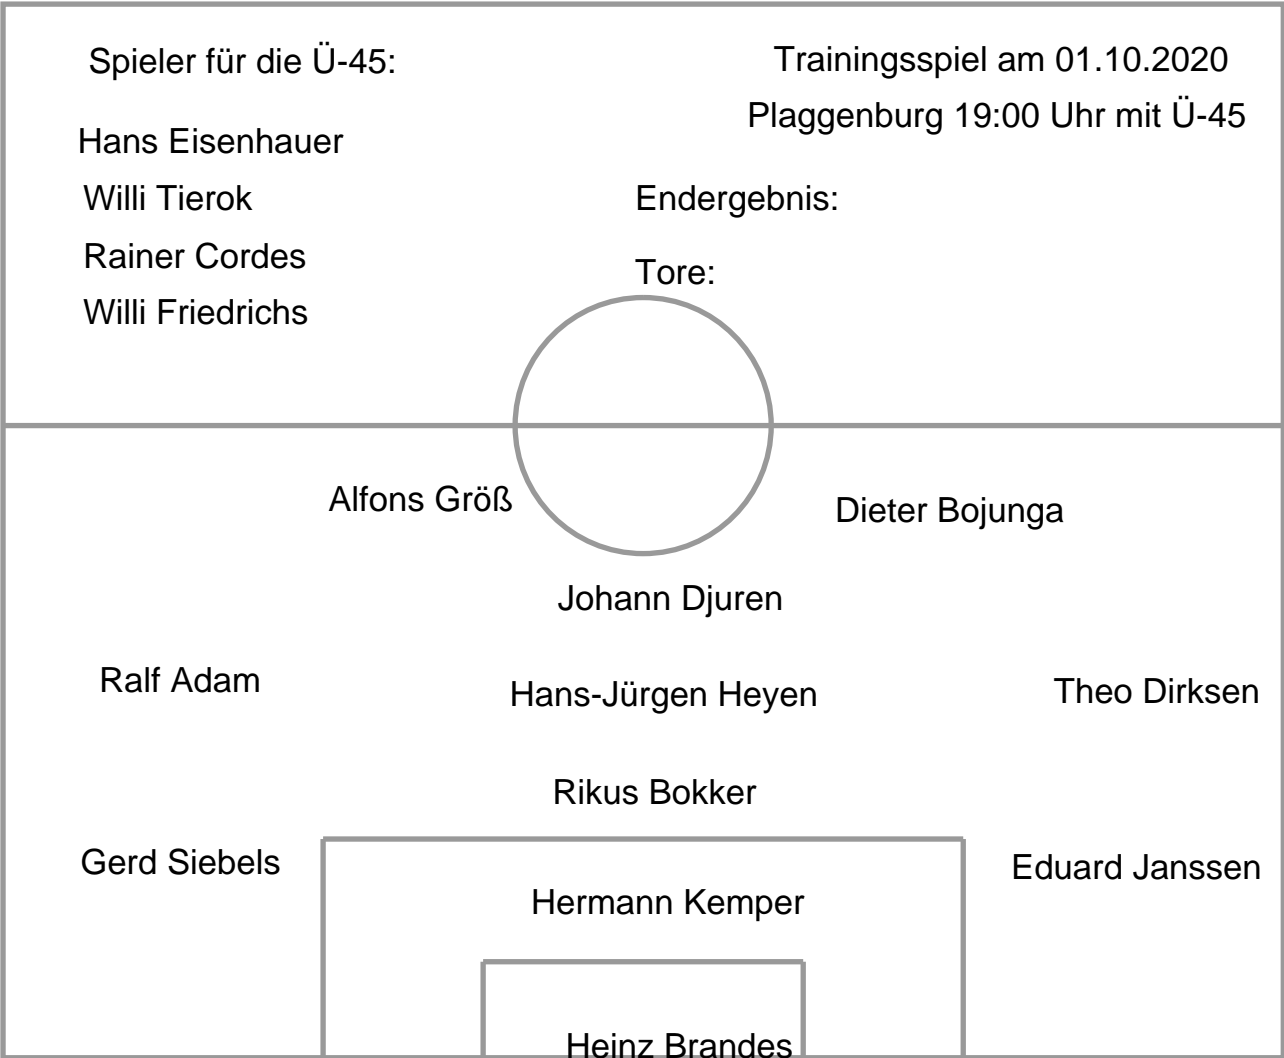 Spieler für die Ü-45:
Hans Eisenhauer
Willi Tierok
Rainer Cordes
Willi Friedrichs
Trainingsspiel am 01.10.2020
Plaggenburg 19:00 Uhr mit Ü-45
Endergebnis:
Tore:
Alfons Größ
Dieter Bojunga
Johann Djuren
Ralf Adam
Hans-Jürgen Heyen
Theo Dirksen
Rikus Bokker
Gerd Siebels
Eduard Janssen
Hermann Kemper
Heinz Brandes